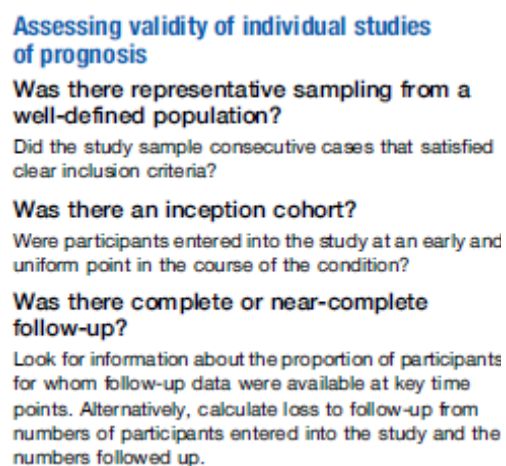 Assessing validity of individual studies
of prognosis
Was there representative sampling from a
well-defined population?
Did the study sample consecutive cases that satisfied
clear inclusion criteria?
Was there an inception cohort?
Were participants entered into the study at an early and
uniform point in the course of the condition?
Was there complete or near-complete
follow-up?
Look for information about the proportion of participants
for whom follow-up data were available at key time
points. Alternatively, calculate loss to follow-up from
numbers of participants entered into the study and the
numbers followed up.